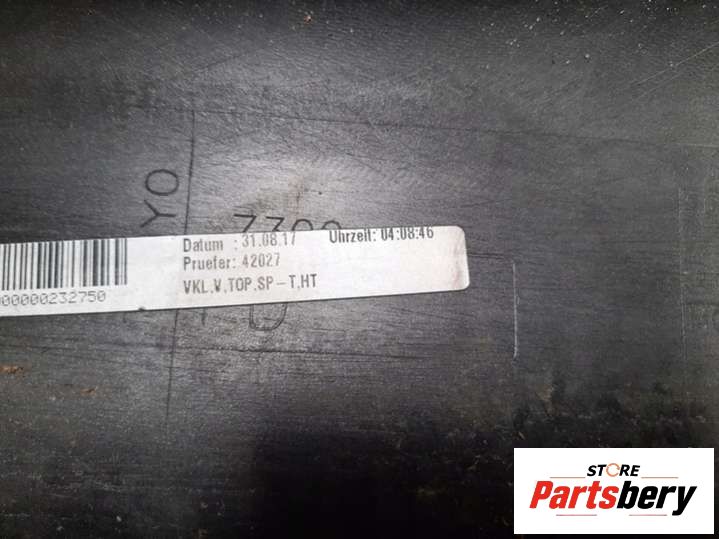 YO
Datum : 31.08.17 Uhrzeit: 04:08:46
Pruefer: 42027
VKL.V.TOP.SP-T,HT
00000232750
STORE
Partsbery